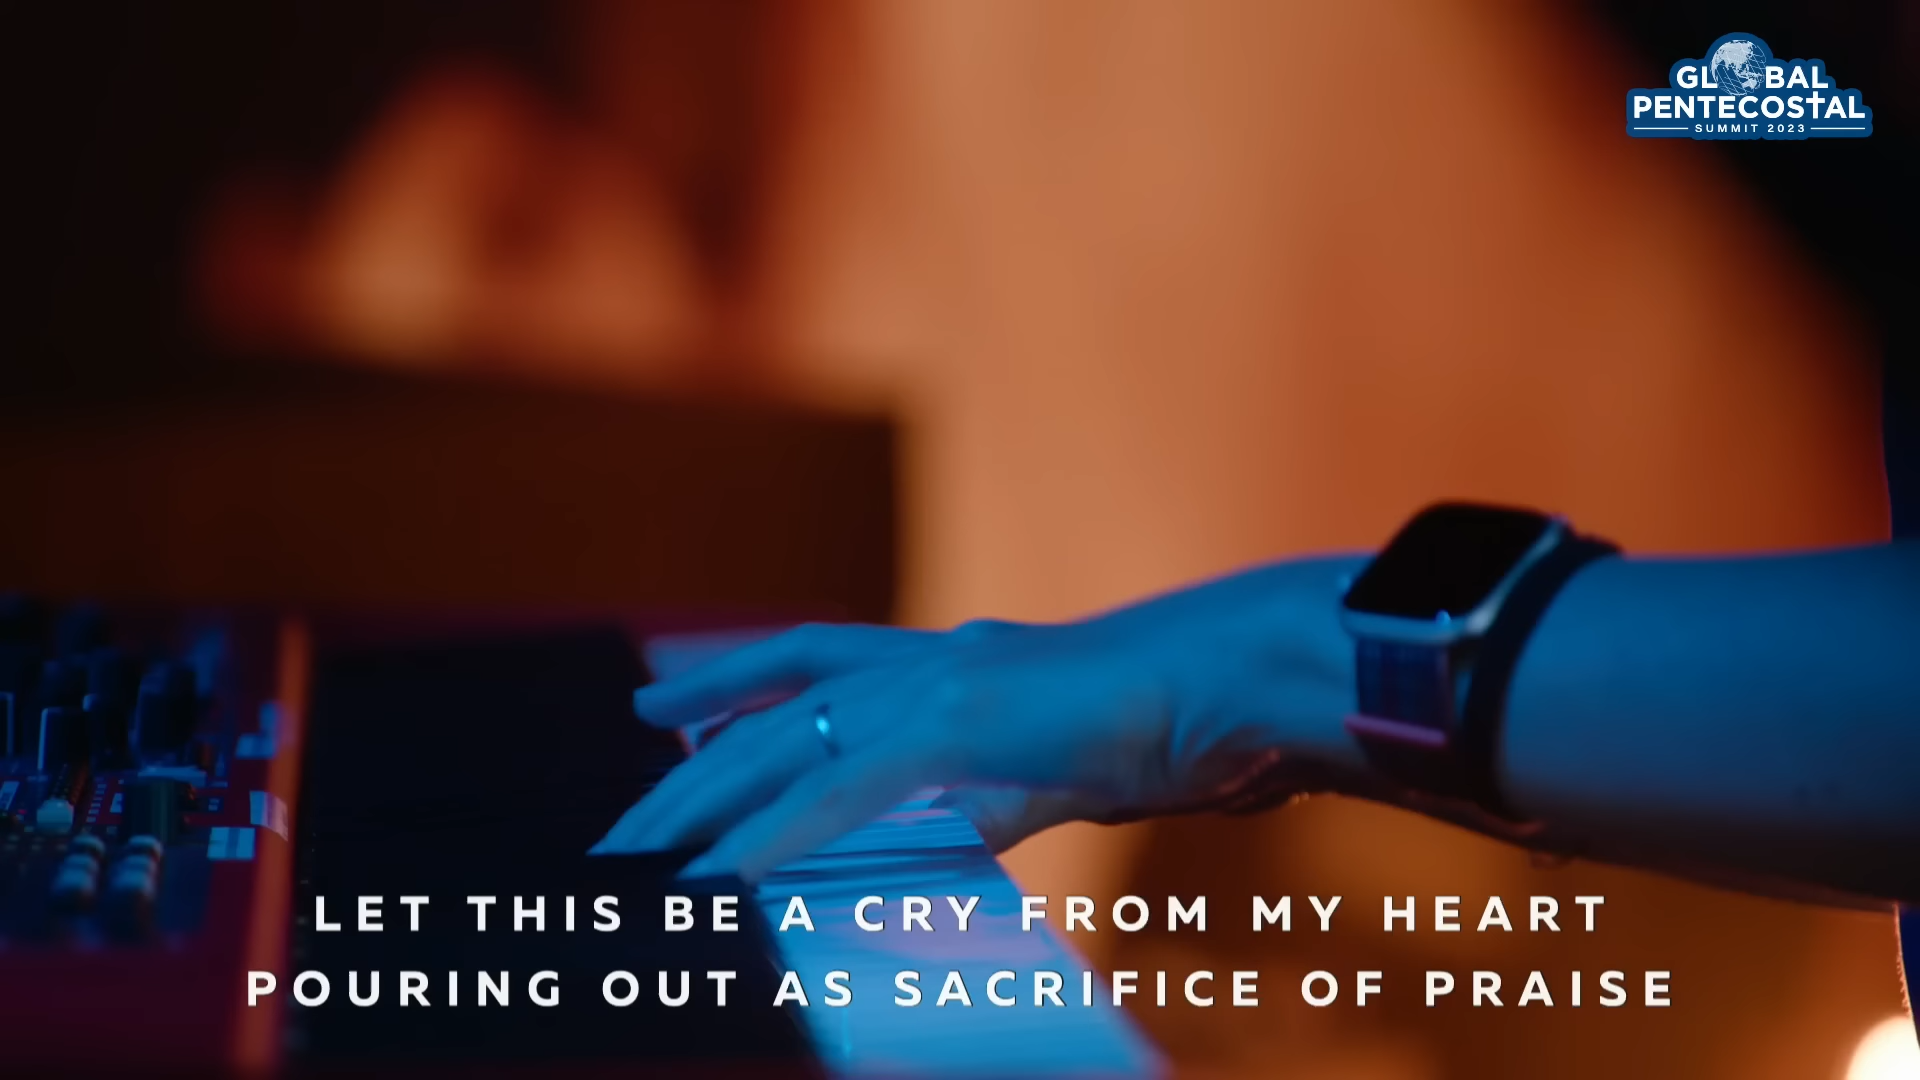 GLOBAL
PENTECOSTAL
SUMMIT 2023
LET THIS BE A CRY FROM MY HEART
POURING OUT AS SACRIFICE OF PRAISE